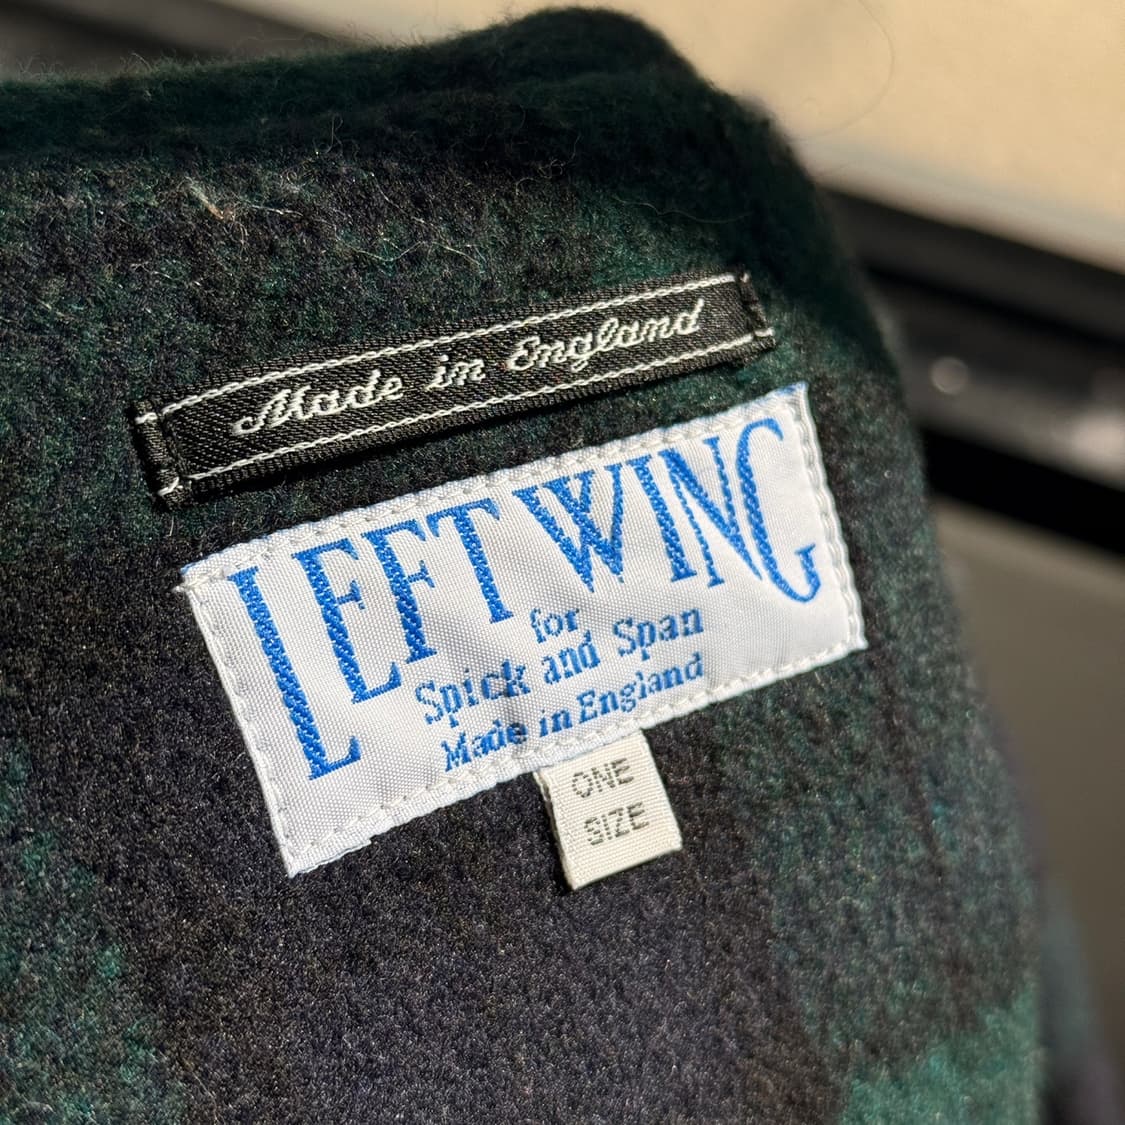 Made in England
LEFT WING
for
Spick and Span
Made in England
ONE
SIZE